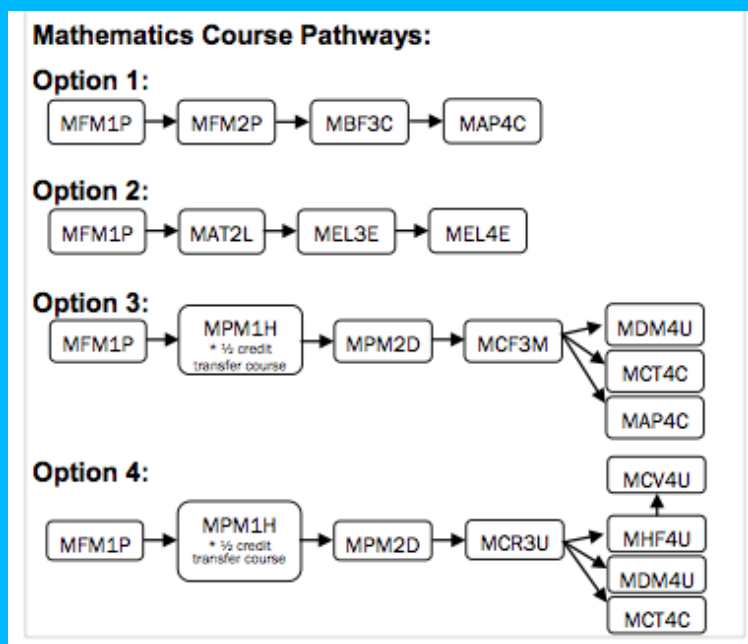 Mathematics Course Pathways:
Option 1:
MFM1P MFM2P MBF3C MAP4C
Option 2:
MFM1P MAT2L MEL3E MEL4E
Option 3:
MFM1P MPM1H MPM2D MCF3M MDM4U
* ½ credit
transfer course
MCT4C
MAP4C
Option 4:
MCV4U
MFM1P MPM1H MPM2D MCR3U MHF4U
* ½ credit
transfer course
MDM4U
MCT4C